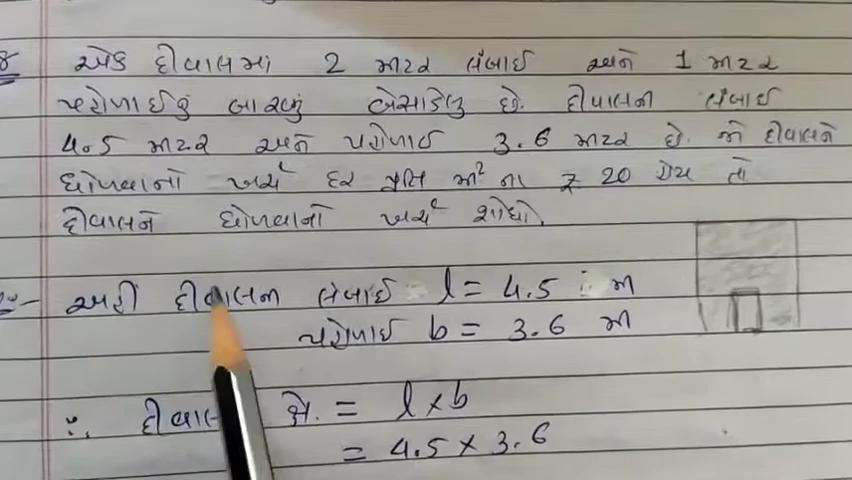 ૪ એક દીવાલમાં 2 મીટર લંબાઈ અને 1 મીટર
પહોળાઈનું બારણું બેસાડેલુ છે. દીવાલની લંબાઈ
4.5 મીટર અને પહોળાઈ 3.6 મીટર છે. જો દીવાલને
ધોળવાનો ખર્ચ દર પ્રતિ મી² ના ₹ 20 હોય તો
દીવાલને ધોળવાનો ખર્ચ શોધો.
અહીં દીવાલની લંબાઈ l = 4.5 મી
પહોળાઈ b = 3.6 મી
∴ ક્ષે. = l × b
= 4.5 × 3.6